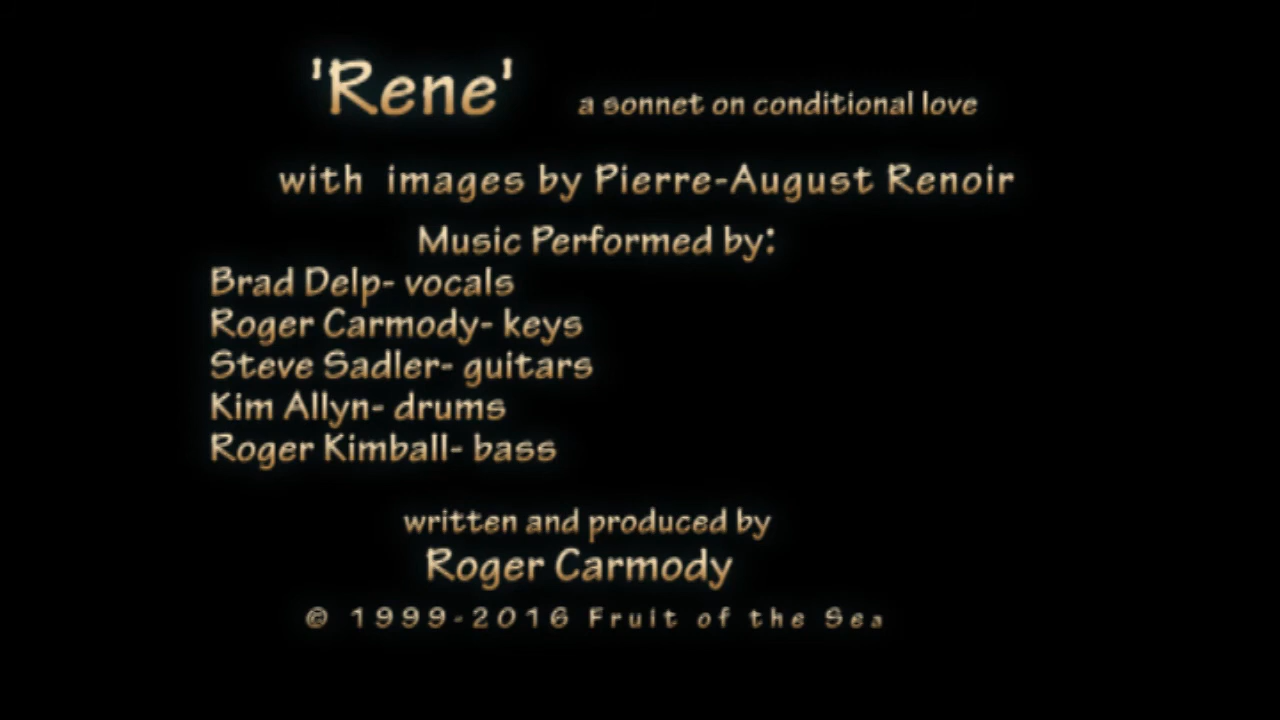 'Rene' a sonnet on conditional love
with images by Pierre-August Renoir
Music Performed by:
Brad Delp- vocals
Roger Carmody- keys
Steve Sadler- guitars
Kim Allyn- drums
Roger Kimball- bass
written and produced by
Roger Carmody
© 1999-2016 Fruit of the Sea